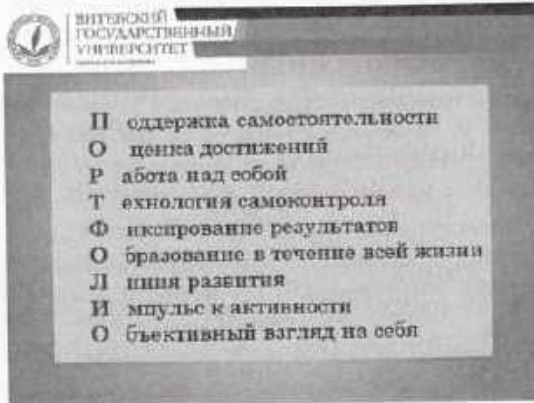 ВИТЕБСКИЙ
ГОСУДАРСТВЕННЫЙ
УНИВЕРСИТЕТ
П оддержка самостоятельности
О ценка достижений
Р абота над собой
Т ехнология самоконтроля
Ф иксирование результатов
О бразование в течение всей жизни
Л иния развития
И мпульс к активности
О бъективный взгляд на себя